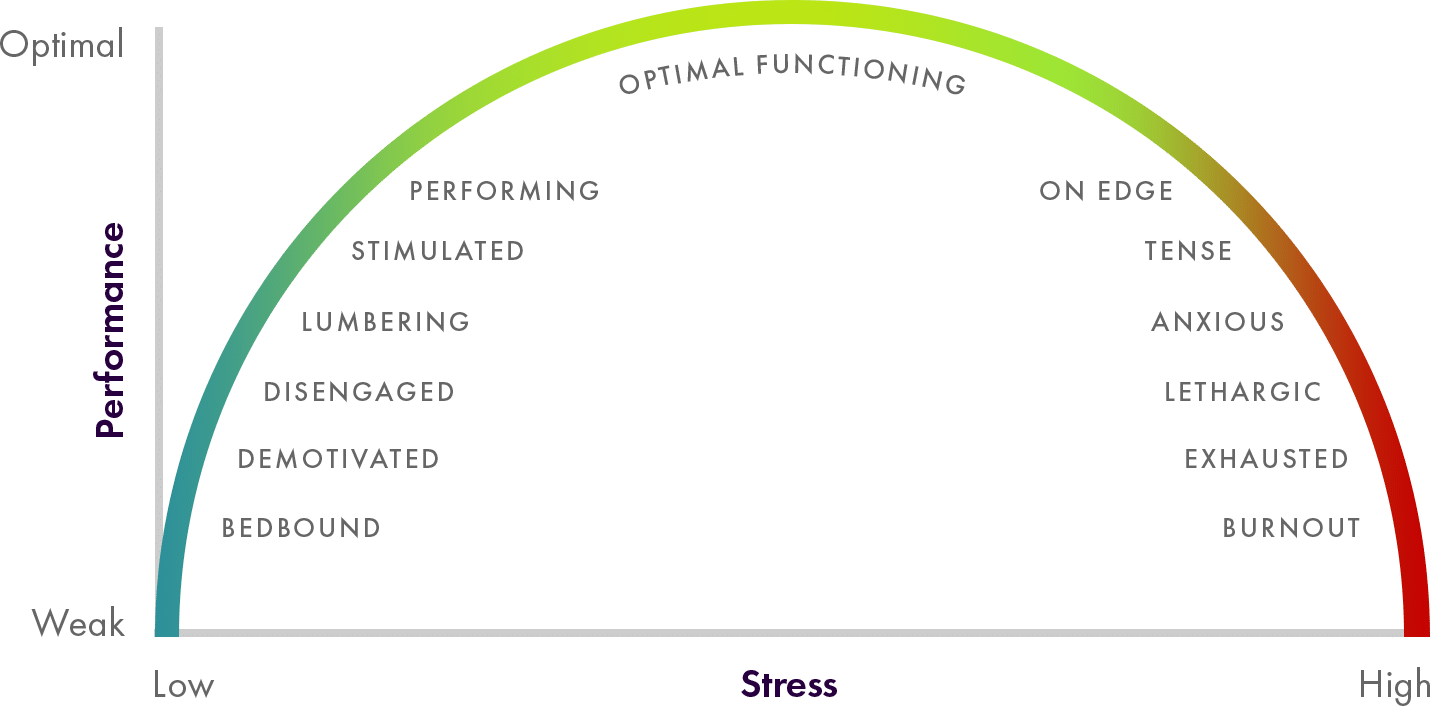 Optimal
OPTIMAL FUNCTIONING
PERFORMING
STIMULATED
LUMBERING
DISENGAGED
DEMOTIVATED
BEDBOUND
ON EDGE
TENSE
ANXIOUS
LETHARGIC
EXHAUSTED
BURNOUT
Performance
Weak
Low
Stress
High